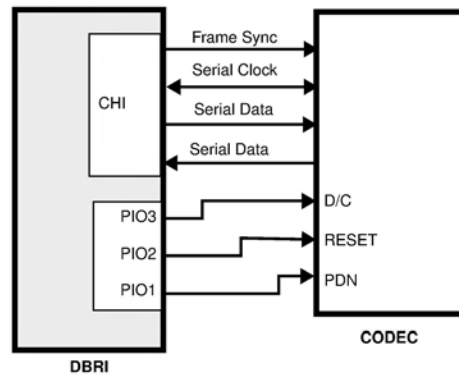 Frame Sync
Serial Clock
CHI
Serial Data
Serial Data
PIO3
D/C
PIO2
RESET
PIO1
PDN
CODEC
DBRI